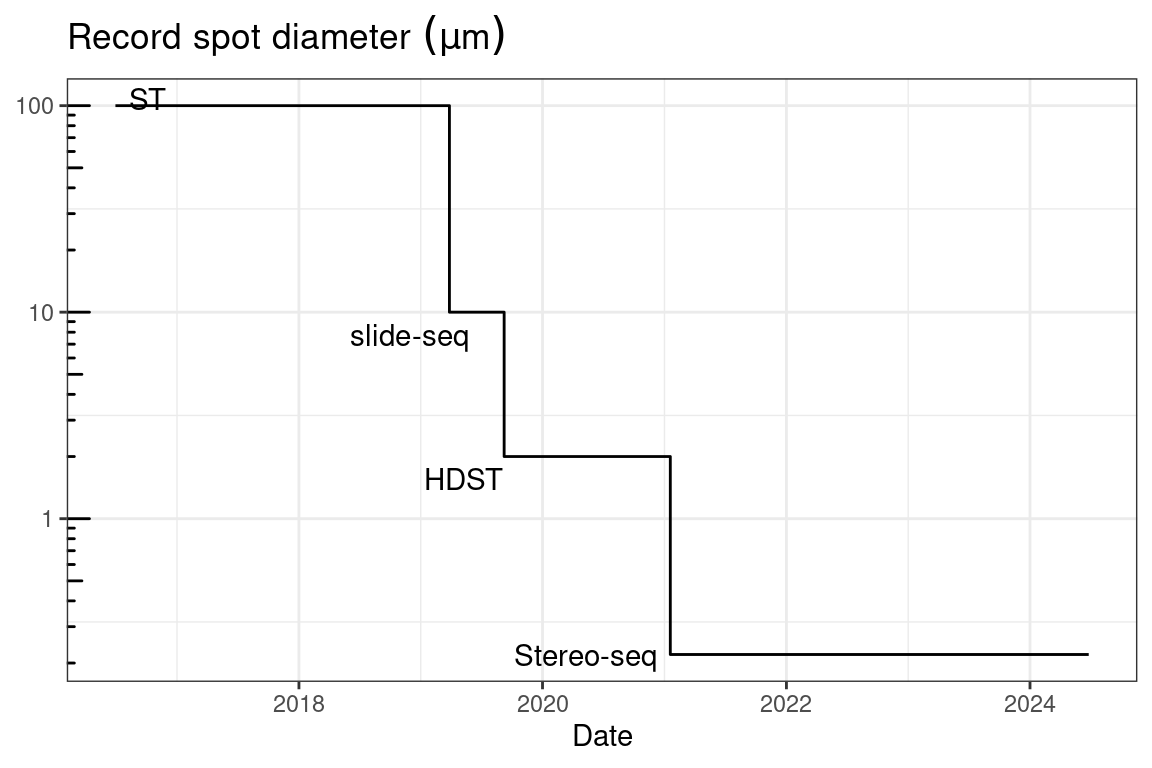 Record spot diameter (µm)
100
ST
10
slide-seq
HDST
1
Stereo-seq
2018 2020 2022 2024
Date